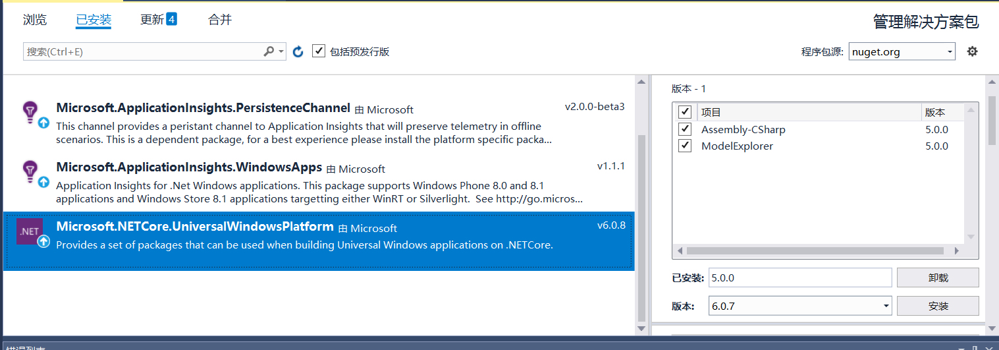 浏览 已安装 更新 4 合并 管理解决方案包
搜索(Ctrl+E) 包括预发行版 程序包源: nuget.org
Microsoft.ApplicationInsights.PersistenceChannel 由 Microsoft v2.0.0-beta3
This channel provides a peristant channel to Application Insights that will preserve telemetry in offline
scenarios. This is a dependent package, for a best experience please install the platform specific packa...
Microsoft.ApplicationInsights.WindowsApps 由 Microsoft v1.1.1
Application Insights for .Net Windows applications. This package supports Windows Phone 8.0 and 8.1
applications and Windows Store 8.1 applications targetting either WinRT or Silverlight. See http://go.micros...
.NET Microsoft.NETCore.UniversalWindowsPlatform 由 Microsoft v6.0.8
Provides a set of packages that can be used when building Universal Windows applications on .NETCore.
版本 - 1
项目 版本
Assembly-CSharp 5.0.0
ModelExplorer 5.0.0
已安装: 5.0.0 卸载
版本: 6.0.7 安装
错误列表